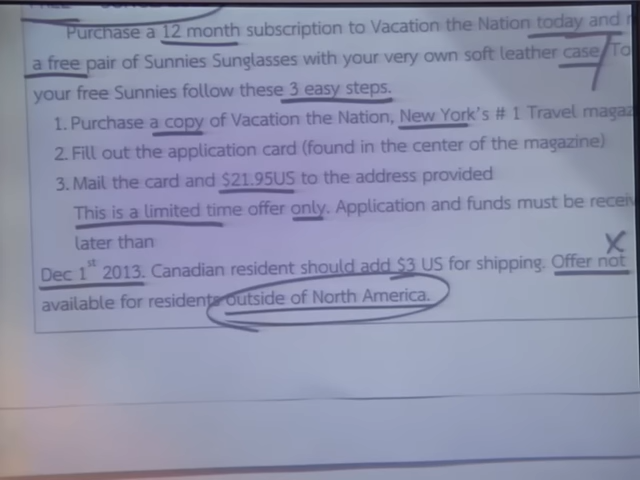 Purchase a 12 month subscription to Vacation the Nation today and
a free pair of Sunnies Sunglasses with your very own soft leather case/ To
your free Sunnies follow these 3 easy steps.
1. Purchase a copy of Vacation the Nation, New York's # 1 Travel
2. Fill out the application card (found in the center of the magazine)
3. Mail the card and $21.95US to the address provided
This is a limited time offer only. Application and funds must be
later than
X
Dec 1st 2013. Canadian resident should add $3 US for shipping. Offer not
available for residents outside of North America.